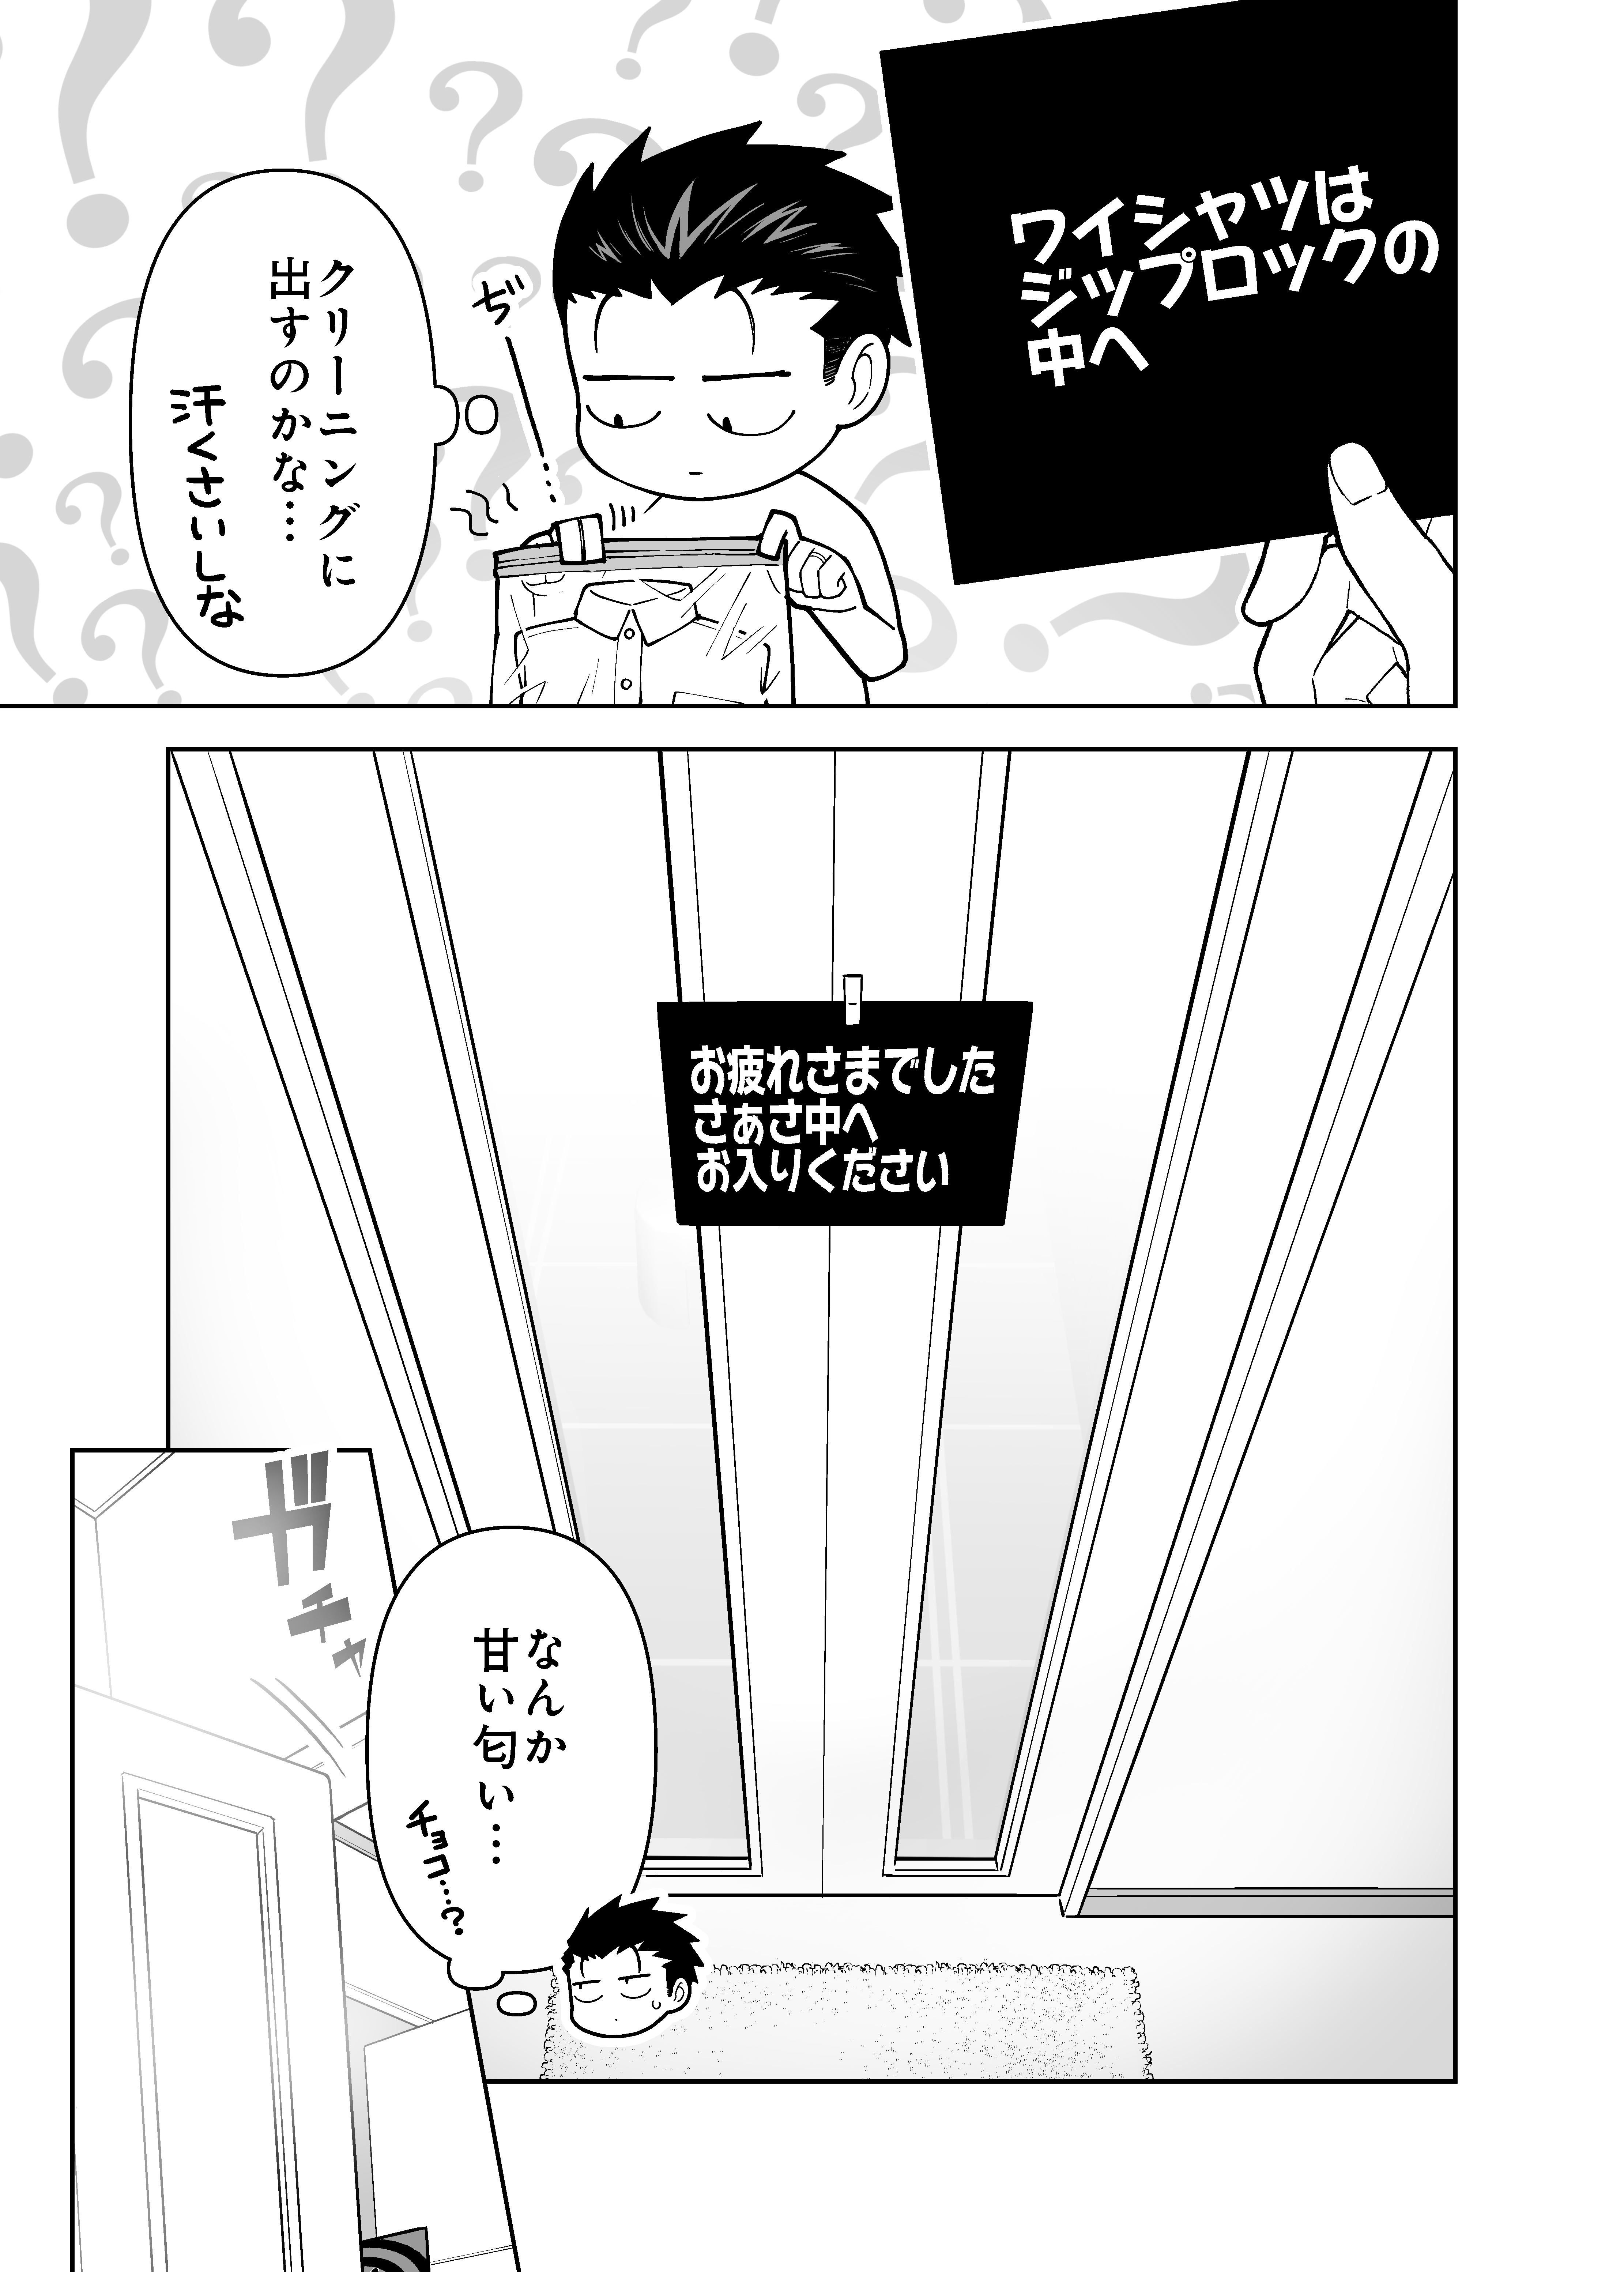 ワイシャツは
ジップロックの
中へ
ぢ
クリーニングに
出すのかな…
汗くさいしな
お疲れさまでした
さぁさ中へ
お入りください
なんか
甘い匂い…
チョコ…?
ガチャ